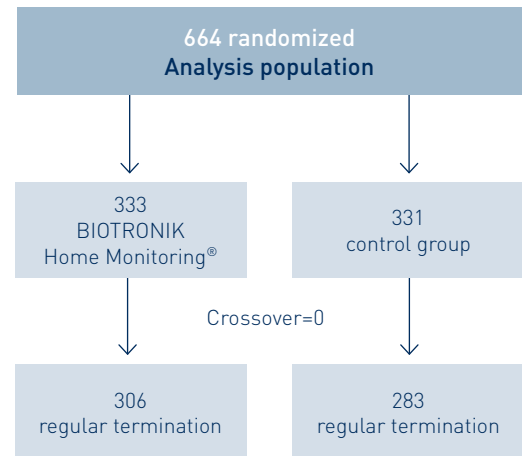 664 randomized
Analysis population
333
BIOTRONIK
Home Monitoring®
331
control group
Crossover=0
306
regular termination
283
regular termination